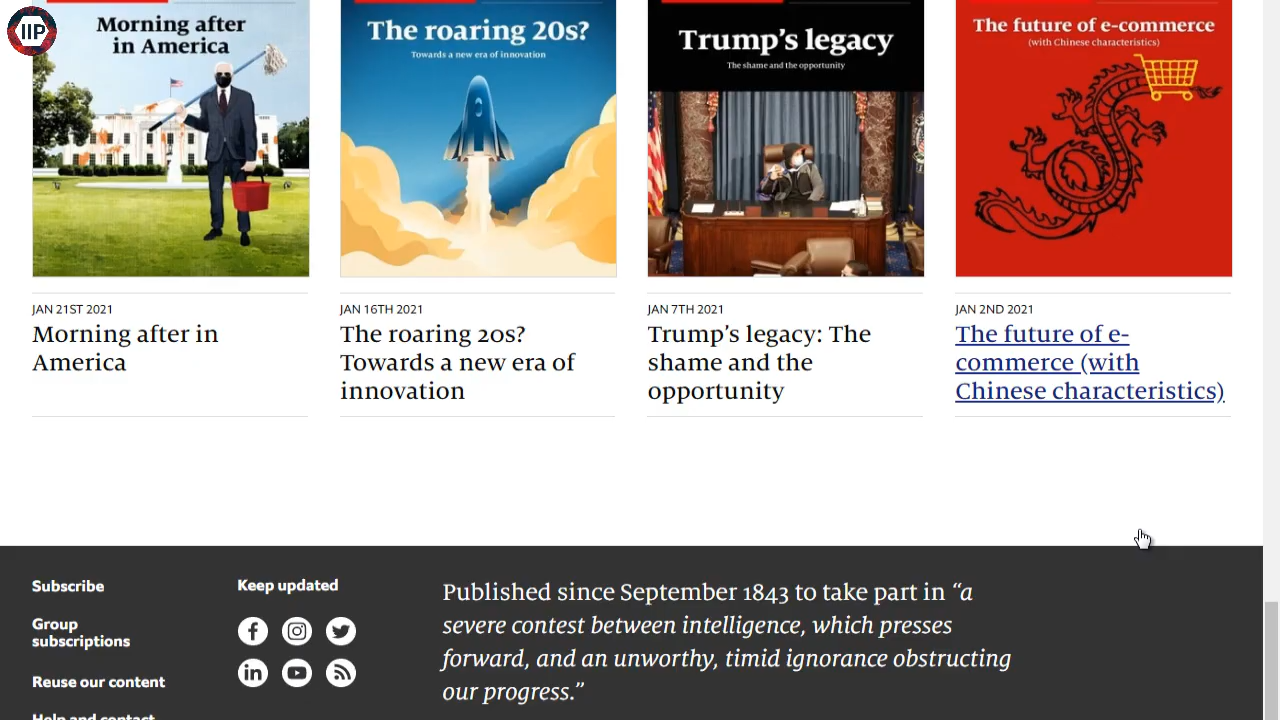 IIP
Morning after
in America
The roaring 20s?
Towards a new era of innovation
Trump's legacy
The shame and the opportunity
The future of e-commerce
(with Chinese characteristics)
JAN 21ST 2021
Morning after in
America
JAN 16TH 2021
The roaring 20s?
Towards a new era of
innovation
JAN 7TH 2021
Trump's legacy: The
shame and the
opportunity
JAN 2ND 2021
The future of e-
commerce (with
Chinese characteristics)
Subscribe
Group
subscriptions
Reuse our content
Help and contact
Keep updated
Published since September 1843 to take part in “a
severe contest between intelligence, which presses
forward, and an unworthy, timid ignorance obstructing
our progress.”